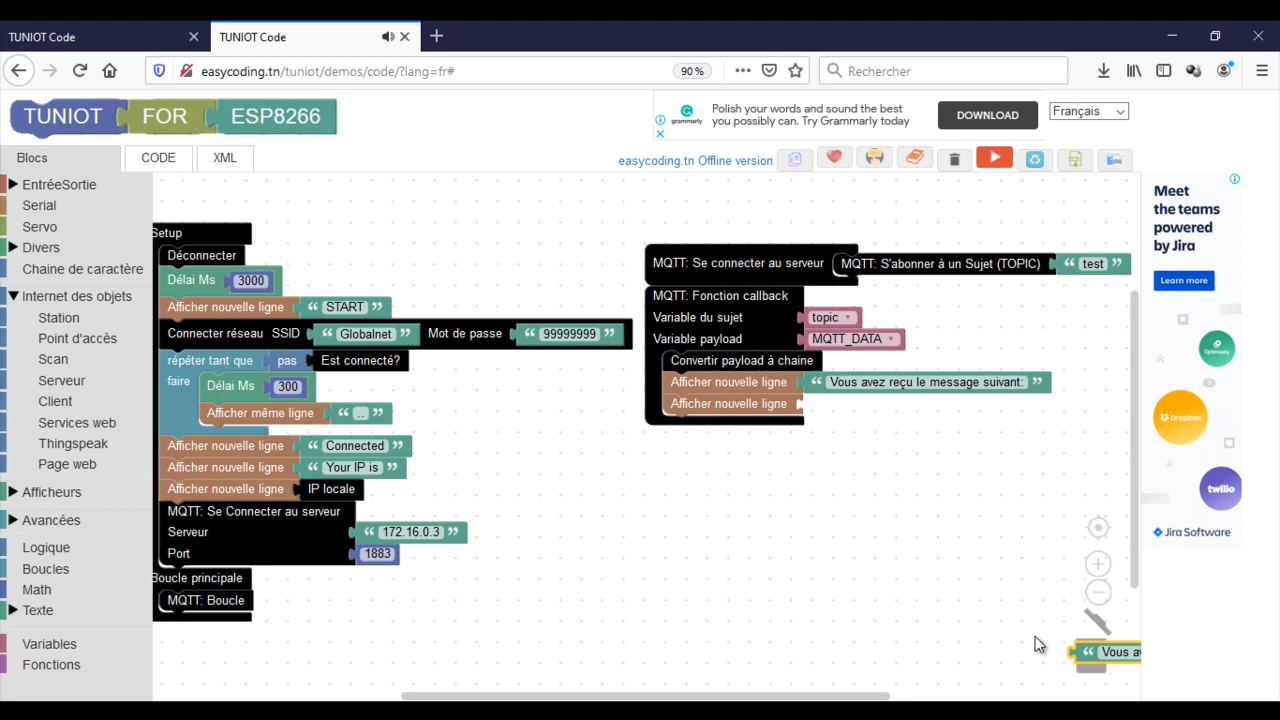 TUNIOT Code
TUNIOT Code
easycoding.tn/tuniot/demos/code/?lang=fr#
90 %
Rechercher
TUNIOT FOR ESP8266
grammarly
Polish your words and sound the best
you possibly can. Try Grammarly today
DOWNLOAD
Français
Blocs
CODE
XML
easycoding.tn Offline version
EntréeSortie
Serial
Servo
Divers
Chaine de caractère
Internet des objets
Station
Point d'accès
Scan
Serveur
Client
Services web
Thingspeak
Page web
Afficheurs
Avancées
Logique
Boucles
Math
Texte
Variables
Fonctions
Setup
Déconnecter
Délai Ms 3000
Afficher nouvelle ligne “ START ”
Connecter réseau SSID “ Globalnet ” Mot de passe “ 99999999 ”
répéter tant que pas Est connecté?
faire Délai Ms 300
Afficher même ligne “ .. ”
Afficher nouvelle ligne “ Connected ”
Afficher nouvelle ligne “ Your IP is ”
Afficher nouvelle ligne IP locale
MQTT: Se Connecter au serveur
Serveur “ 172.16.0.3 ”
Port 1883
Boucle principale
MQTT: Boucle
MQTT: Se connecter au serveur MQTT: S'abonner à un Sujet (TOPIC) “ test ”
MQTT: Fonction callback
Variable du sujet topic
Variable payload MQTT_DATA
Convertir payload à chaine
Afficher nouvelle ligne “ Vous avez reçu le message suivant: ”
Afficher nouvelle ligne
“ Vous av
Meet
the teams
powered
by Jira
Learn more
Optimizely
Dropbox
twilio
Jira Software